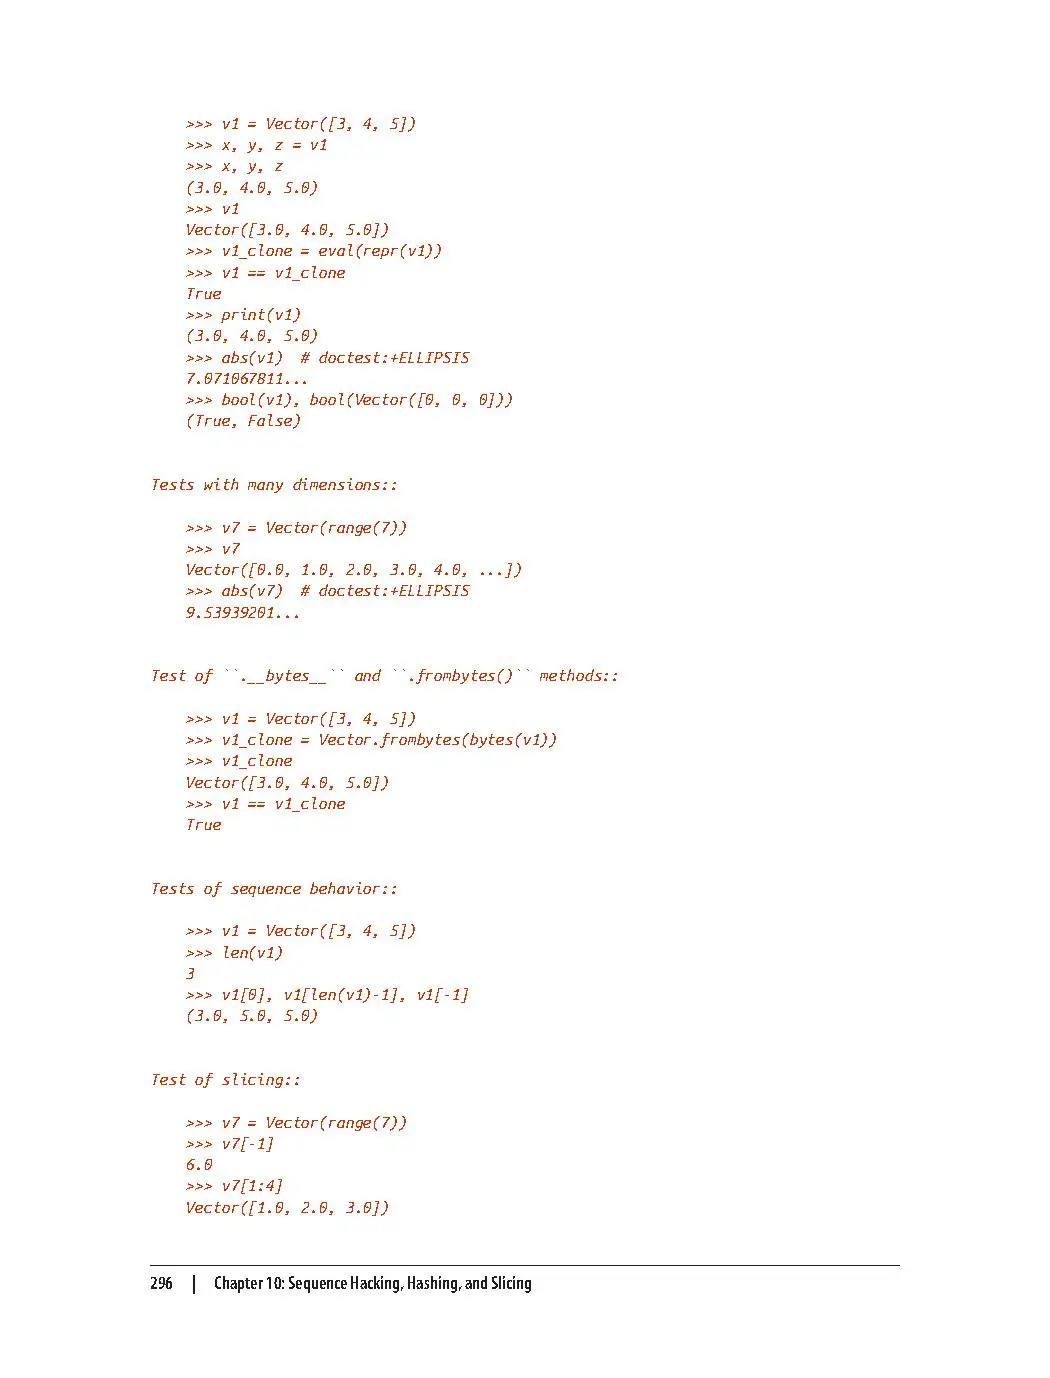 >>> v1 = Vector([3, 4, 5])
>>> x, y, z = v1
>>> x, y, z
(3.0, 4.0, 5.0)
>>> v1
Vector([3.0, 4.0, 5.0])
>>> v1_clone = eval(repr(v1))
>>> v1 == v1_clone
True
>>> print(v1)
(3.0, 4.0, 5.0)
>>> abs(v1)  # doctest:+ELLIPSIS
7.071067811...
>>> bool(v1), bool(Vector([0, 0, 0]))
(True, False)
Tests with many dimensions::
>>> v7 = Vector(range(7))
>>> v7
Vector([0.0, 1.0, 2.0, 3.0, 4.0, ...])
>>> abs(v7)  # doctest:+ELLIPSIS
9.53939201...
Test of ``.__bytes__`` and ``.frombytes()`` methods::
>>> v1 = Vector([3, 4, 5])
>>> v1_clone = Vector.frombytes(bytes(v1))
>>> v1_clone
Vector([3.0, 4.0, 5.0])
>>> v1 == v1_clone
True
Tests of sequence behavior::
>>> v1 = Vector([3, 4, 5])
>>> len(v1)
3
>>> v1[0], v1[len(v1)-1], v1[-1]
(3.0, 5.0, 5.0)
Test of slicing::
>>> v7 = Vector(range(7))
>>> v7[-1]
6.0
>>> v7[1:4]
Vector([1.0, 2.0, 3.0])
296 | Chapter 10: Sequence Hacking, Hashing, and Slicing